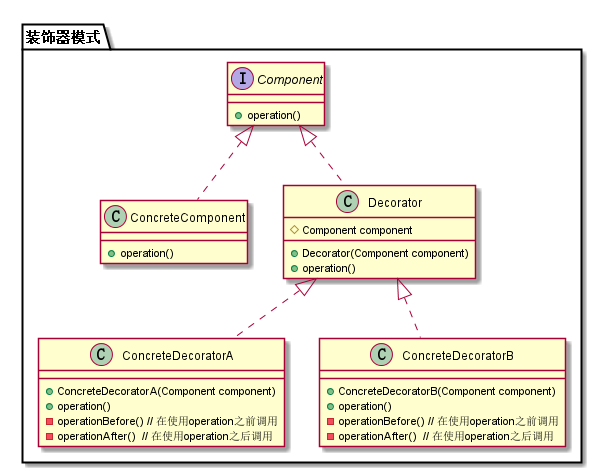 装饰器模式
I Component
operation()
C ConcreteComponent
operation()
C Decorator
Component component
Decorator(Component component)
operation()
C ConcreteDecoratorA
ConcreteDecoratorA(Component component)
operation()
operationBefore() // 在使用operation之前调用
operationAfter() // 在使用operation之后调用
C ConcreteDecoratorB
ConcreteDecoratorB(Component component)
operation()
operationBefore() // 在使用operation之前调用
operationAfter() // 在使用operation之后调用